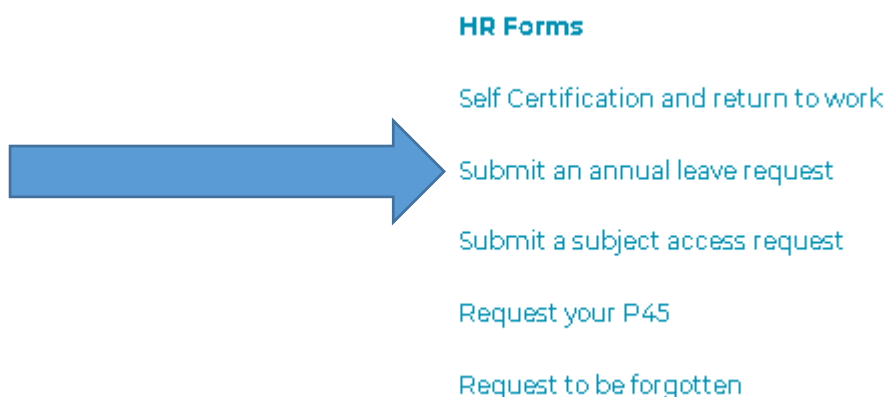 HR Forms
Self Certification and return to work
Submit an annual leave request
Submit a subject access request
Request your P45
Request to be forgotten